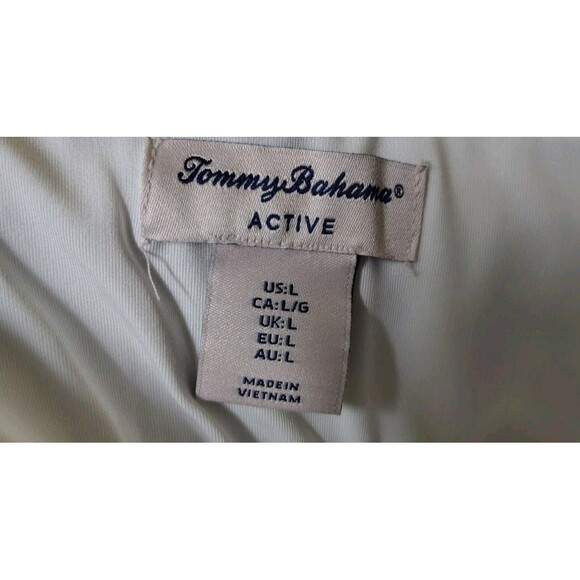 Tommy Bahama®
ACTIVE
US:L
CA:L/G
UK:L
EU:L
AU:L
MADE IN
VIETNAM